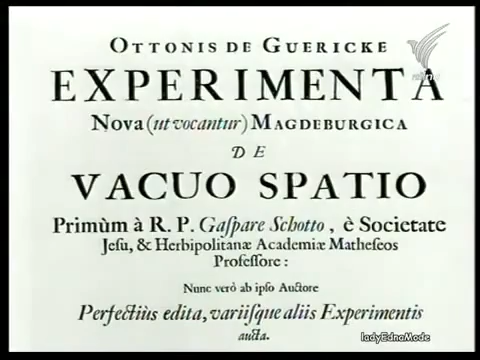 OTTONIS DE GUERICKE
EXPERIMENTA
Nova (ut vocantur) MAGDEBURGICA
DE
VACUO SPATIO
Primùm à R. P. Gaſpare Schotto, è Societate
Jeſu, & Herbipolitanæ Academiæ Matheſeos
Profeſſore:
Nunc verò ab ipſo Auctore
Perfectiùs edita, variiſque aliis Experimentis
aucta.
ladyEdnaMode